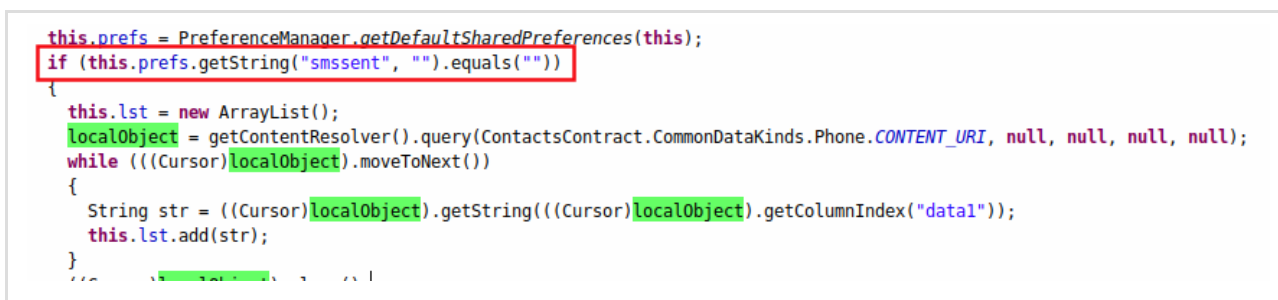 this.prefs = PreferenceManager.getDefaultSharedPreferences(this);
if (this.prefs.getString("smssent", "").equals(""))
{
this.lst = new ArrayList();
localObject = getContentResolver().query(ContactsContract.CommonDataKinds.Phone.CONTENT_URI, null, null, null, null);
while (((Cursor)localObject).moveToNext())
{
String str = ((Cursor)localObject).getString(((Cursor)localObject).getColumnIndex("data1"));
this.lst.add(str);
}